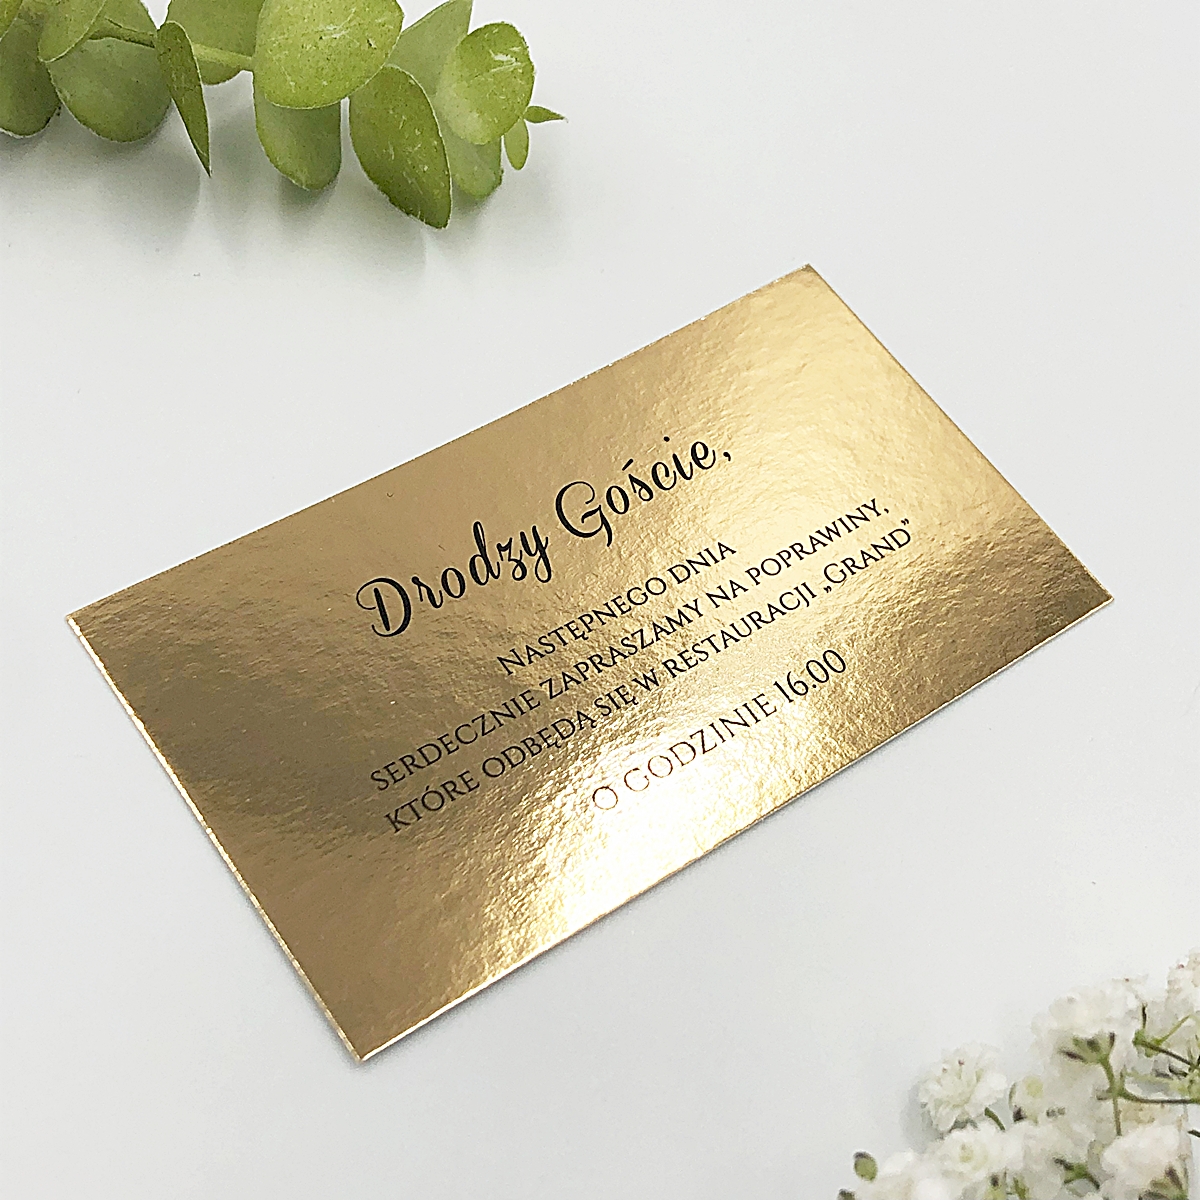 Drodzy Goście,
Następnego dnia
serdecznie zapraszamy na poprawiny,
które odbędą się w restauracji „Grand”
o godzinie 16.00